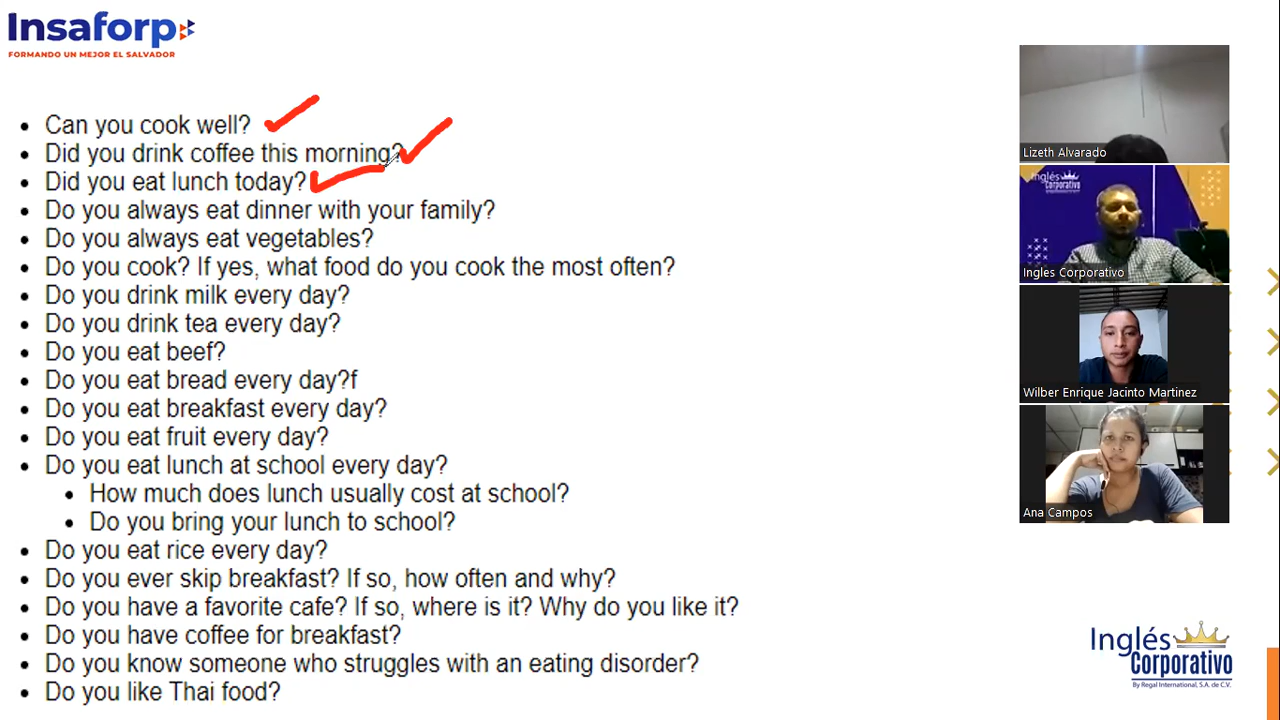 Insaforp
FORMANDO UN MEJOR EL SALVADOR
Can you cook well?
Did you drink coffee this morning?
Did you eat lunch today?
Do you always eat dinner with your family?
Do you always eat vegetables?
Do you cook? If yes, what food do you cook the most often?
Do you drink milk every day?
Do you drink tea every day?
Do you eat beef?
Do you eat bread every day?f
Do you eat breakfast every day?
Do you eat fruit every day?
Do you eat lunch at school every day?
How much does lunch usually cost at school?
Do you bring your lunch to school?
Do you eat rice every day?
Do you ever skip breakfast? If so, how often and why?
Do you have a favorite cafe? If so, where is it? Why do you like it?
Do you have coffee for breakfast?
Do you know someone who struggles with an eating disorder?
Do you like Thai food?
Lizeth Alvarado
Inglés
Corporativo
Ingles Corporativo
Wilber Enrique Jacinto Martinez
Ana Campos
Inglés
Corporativo
By Regal International, S.A. de C.V.